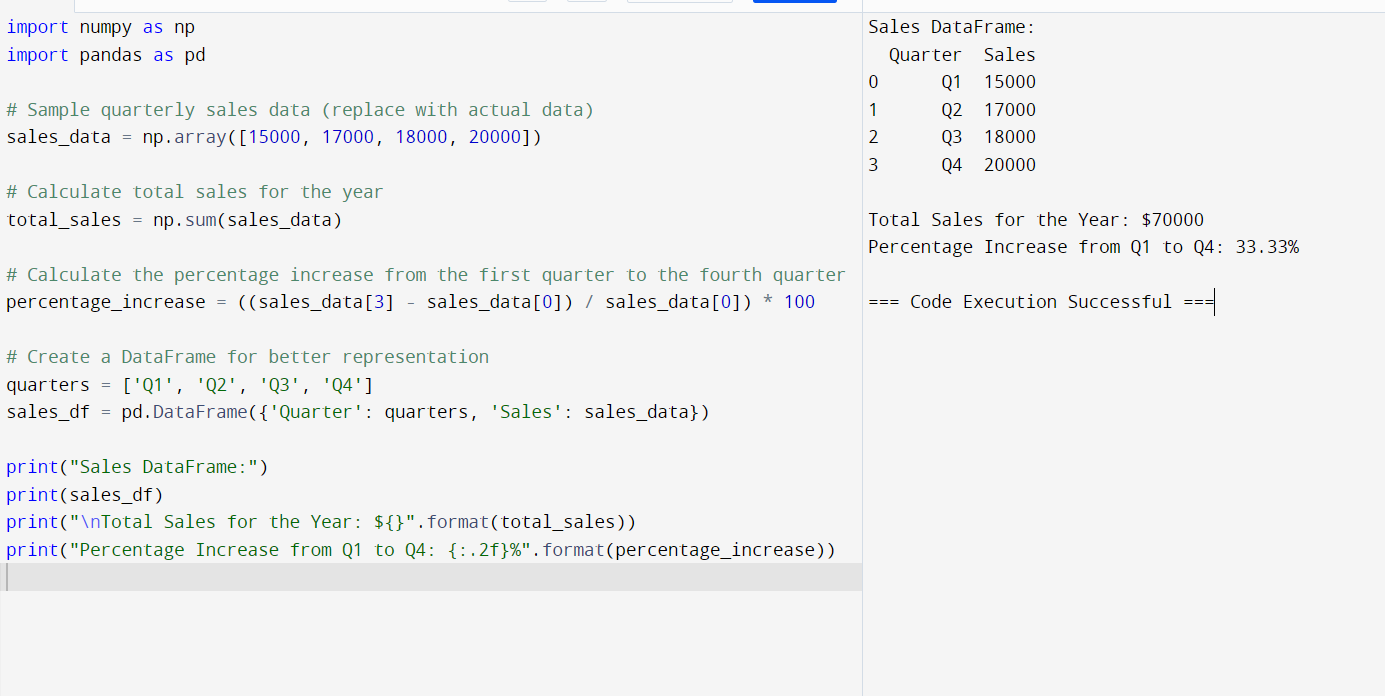 import numpy as np
import pandas as pd
# Sample quarterly sales data (replace with actual data)
sales_data = np.array([15000, 17000, 18000, 20000])
# Calculate total sales for the year
total_sales = np.sum(sales_data)
# Calculate the percentage increase from the first quarter to the fourth quarter
percentage_increase = ((sales_data[3] - sales_data[0]) / sales_data[0]) * 100
# Create a DataFrame for better representation
quarters = ['Q1', 'Q2', 'Q3', 'Q4']
sales_df = pd.DataFrame({'Quarter': quarters, 'Sales': sales_data})
print("Sales DataFrame:")
print(sales_df)
print("\nTotal Sales for the Year: ${}".format(total_sales))
print("Percentage Increase from Q1 to Q4: {:.2f}%".format(percentage_increase))
Sales DataFrame:
  Quarter  Sales
0      Q1  15000
1      Q2  17000
2      Q3  18000
3      Q4  20000
Total Sales for the Year: $70000
Percentage Increase from Q1 to Q4: 33.33%
=== Code Execution Successful ===